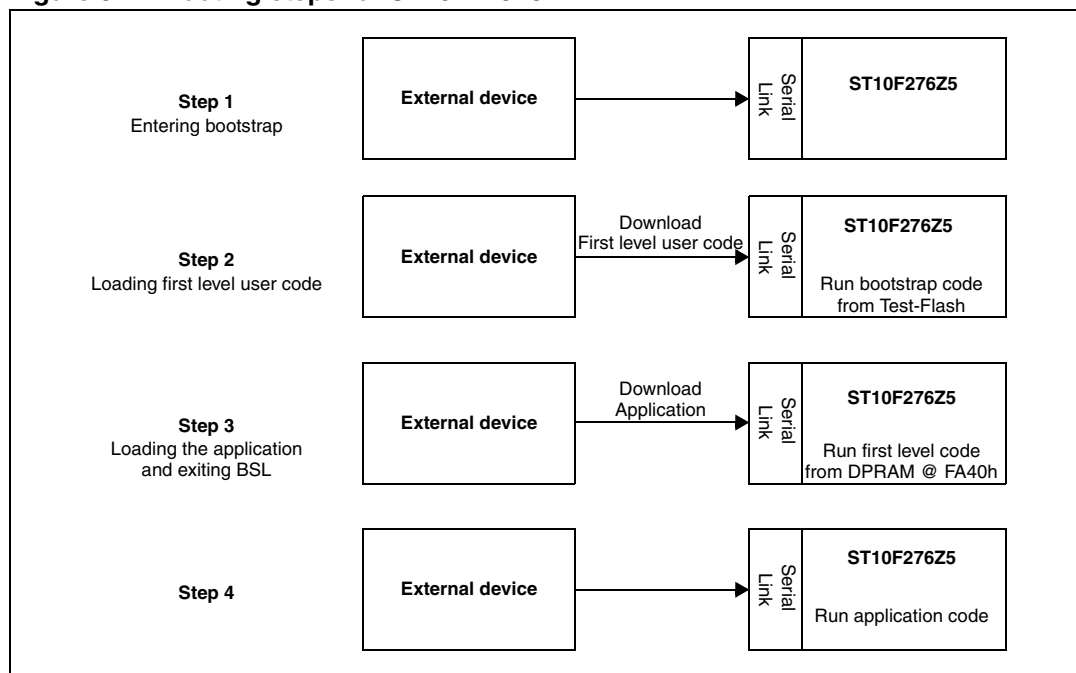 Step 1
Entering bootstrap
External device
Serial
Link
ST10F276Z5
Step 2
Loading first level user code
External device
Download
First level user code
Serial
Link
ST10F276Z5
Run bootstrap code
from Test-Flash
Step 3
Loading the application
and exiting BSL
External device
Download
Application
Serial
Link
ST10F276Z5
Run first level code
from DPRAM @ FA40h
Step 4
External device
Serial
Link
ST10F276Z5
Run application code